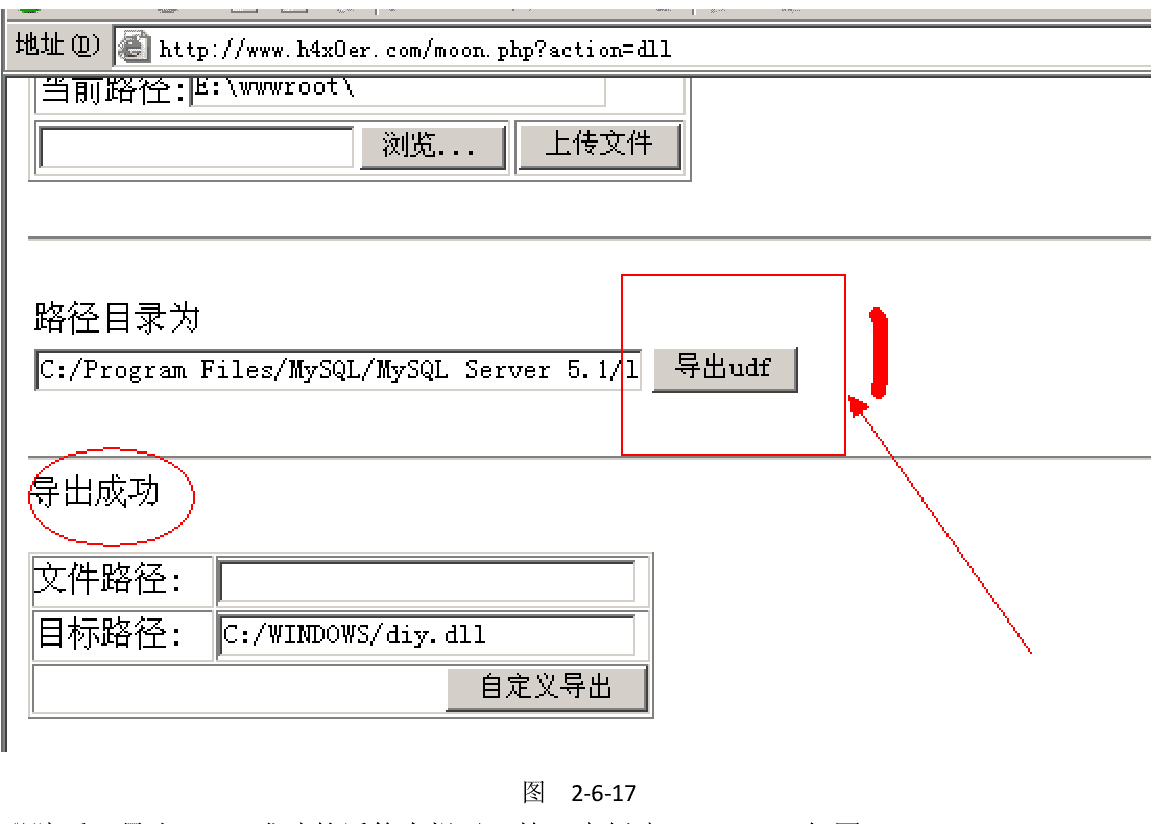 地址(D) http://www.h4x0er.com/moon.php?action=dll
当前路径: E:\wwwroot\
浏览... 上传文件
路径目录为
C:/Program Files/MySQL/MySQL Server 5.1/l 导出udf
导出成功
文件路径:
目标路径: C:/WINDOWS/diy.dll
自定义导出
图 2-6-17